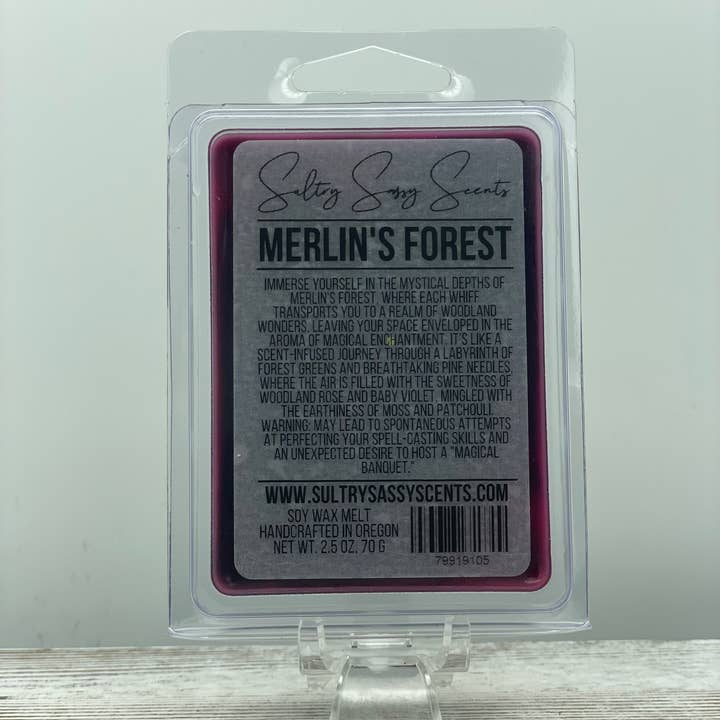 Sultry Sassy Scents
MERLIN'S FOREST
IMMERSE YOURSELF IN THE MYSTICAL DEPTHS OF
MERLIN'S FOREST, WHERE EACH WHIFF
TRANSPORTS YOU TO A REALM OF WOODLAND
WONDERS, LEAVING YOUR SPACE ENVELOPED IN THE
AROMA OF MAGICAL ENCHANTMENT. IT'S LIKE A
SCENT-INFUSED JOURNEY THROUGH A LABYRINTH OF
FOREST GREENS AND BREATHTAKING PINE NEEDLES,
WHERE THE AIR IS FILLED WITH THE SWEETNESS OF
WOODLAND ROSE AND BABY VIOLET, MINGLED WITH
THE EARTHINESS OF MOSS AND PATCHOULI.
WARNING: MAY LEAD TO SPONTANEOUS ATTEMPTS
AT PERFECTING YOUR SPELL-CASTING SKILLS AND
AN UNEXPECTED DESIRE TO HOST A "MAGICAL
BANQUET."
WWW.SULTRYSASSYSCENTS.COM
SOY WAX MELT
HANDCRAFTED IN OREGON
NET WT. 2.5 OZ, 70 G
79919105